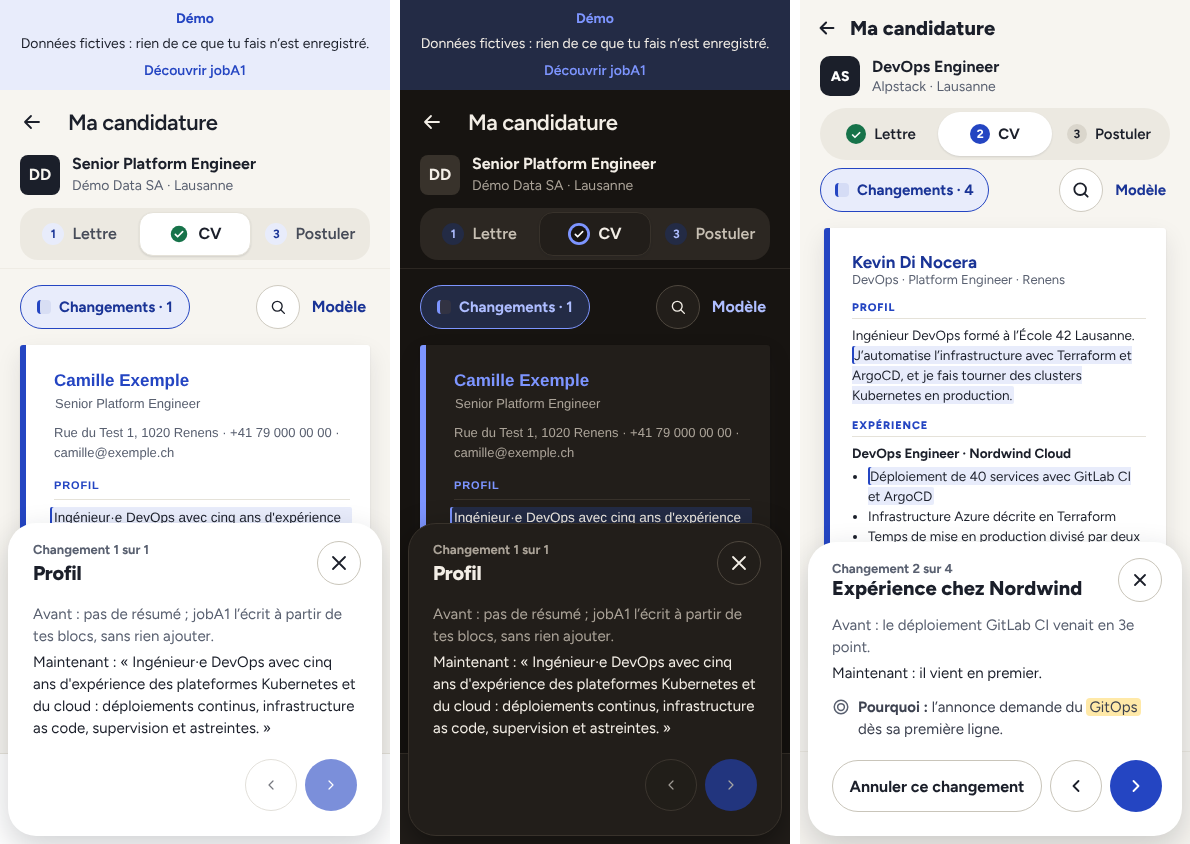 Démo
Données fictives : rien de ce que tu fais n'est enregistré.
Découvrir jobA1
Ma candidature
DD
Senior Platform Engineer
Démo Data SA · Lausanne
1 Lettre
CV
3 Postuler
Changements · 1
Modèle
Camille Exemple
Senior Platform Engineer
Rue du Test 1, 1020 Renens · +41 79 000 00 00 ·
camille@exemple.ch
PROFIL
Ingénieur·e DevOps avec cinq ans d'expérience
Changement 1 sur 1
Profil
Avant : pas de résumé ; jobA1 l'écrit à partir de
tes blocs, sans rien ajouter.
Maintenant : « Ingénieur·e DevOps avec cinq
ans d'expérience des plateformes Kubernetes et
du cloud : déploiements continus, infrastructure
as code, supervision et astreintes. »
Démo
Données fictives : rien de ce que tu fais n'est enregistré.
Découvrir jobA1
Ma candidature
DD
Senior Platform Engineer
Démo Data SA · Lausanne
1 Lettre
CV
3 Postuler
Changements · 1
Modèle
Camille Exemple
Senior Platform Engineer
Rue du Test 1, 1020 Renens · +41 79 000 00 00 ·
camille@exemple.ch
PROFIL
Ingénieur·e DevOps avec cinq ans d'expérience
Changement 1 sur 1
Profil
Avant : pas de résumé ; jobA1 l'écrit à partir de
tes blocs, sans rien ajouter.
Maintenant : « Ingénieur·e DevOps avec cinq
ans d'expérience des plateformes Kubernetes et
du cloud : déploiements continus, infrastructure
as code, supervision et astreintes. »
Ma candidature
AS
DevOps Engineer
Alpstack · Lausanne
Lettre
2 CV
3 Postuler
Changements · 4
Modèle
Kevin Di Nocera
DevOps · Platform Engineer · Renens
PROFIL
Ingénieur DevOps formé à l'École 42 Lausanne.
J'automatise l'infrastructure avec Terraform et
ArgoCD, et je fais tourner des clusters
Kubernetes en production.
EXPÉRIENCE
DevOps Engineer · Nordwind Cloud
• Déploiement de 40 services avec GitLab CI
et ArgoCD
• Infrastructure Azure décrite en Terraform
• Temps de mise en production divisé par deux
Changement 2 sur 4
Expérience chez Nordwind
Avant : le déploiement GitLab CI venait en 3e
point.
Maintenant : il vient en premier.
Pourquoi : l'annonce demande du GitOps
dès sa première ligne.
Annuler ce changement